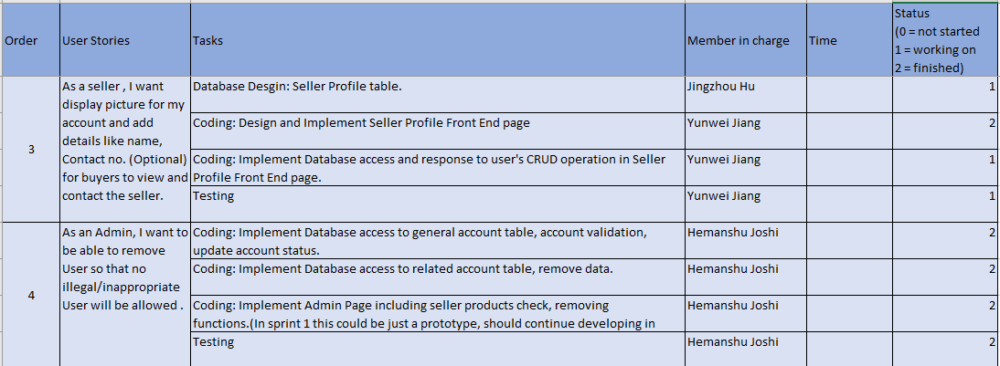 Order User Stories Tasks Member in charge Time Status
(0 = not started
1 = working on
2 = finished)
3
As a seller , I want
display picture for my
account and add
details like name,
Contact no. (Optional)
for buyers to view and
contact the seller.
Database Desgin: Seller Profile table. Jingzhou Hu 1
Coding: Design and Implement Seller Profile Front End page Yunwei Jiang 2
Coding: Implement Database access and response to user's CRUD operation in Seller
Profile Front End page. Yunwei Jiang 1
Testing Yunwei Jiang 1
4
As an Admin, I want to
be able to remove
User so that no
illegal/inappropriate
User will be allowed .
Coding: Implement Database access to general account table, account validation,
update account status. Hemanshu Joshi 2
Coding: Implement Database access to related account table, remove data. Hemanshu Joshi 2
Coding: Implement Admin Page including seller products check, removing
functions.(In sprint 1 this could be just a prototype, should continue developing in Hemanshu Joshi 2
Testing Hemanshu Joshi 2